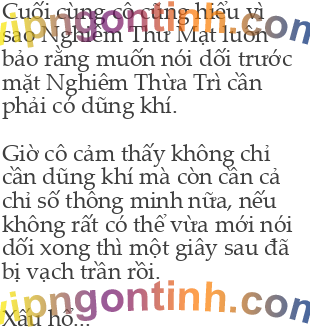 Cuối cùng cô cũng hiểu vì
sao Nghiêm Thư Mặt luôn
bảo rằng muốn nói dối trước
mặt Nghiêm Thừa Trì cần
phải có dũng khí.
Giờ cô cảm thấy không chỉ
cần dũng khí mà còn cần cả
chỉ số thông minh nữa, nếu
không rất có thể vừa mới nói
dối xong thì một giây sau đã
bị vạch trần rồi.
vipngontinh.com
Xấu hổ...